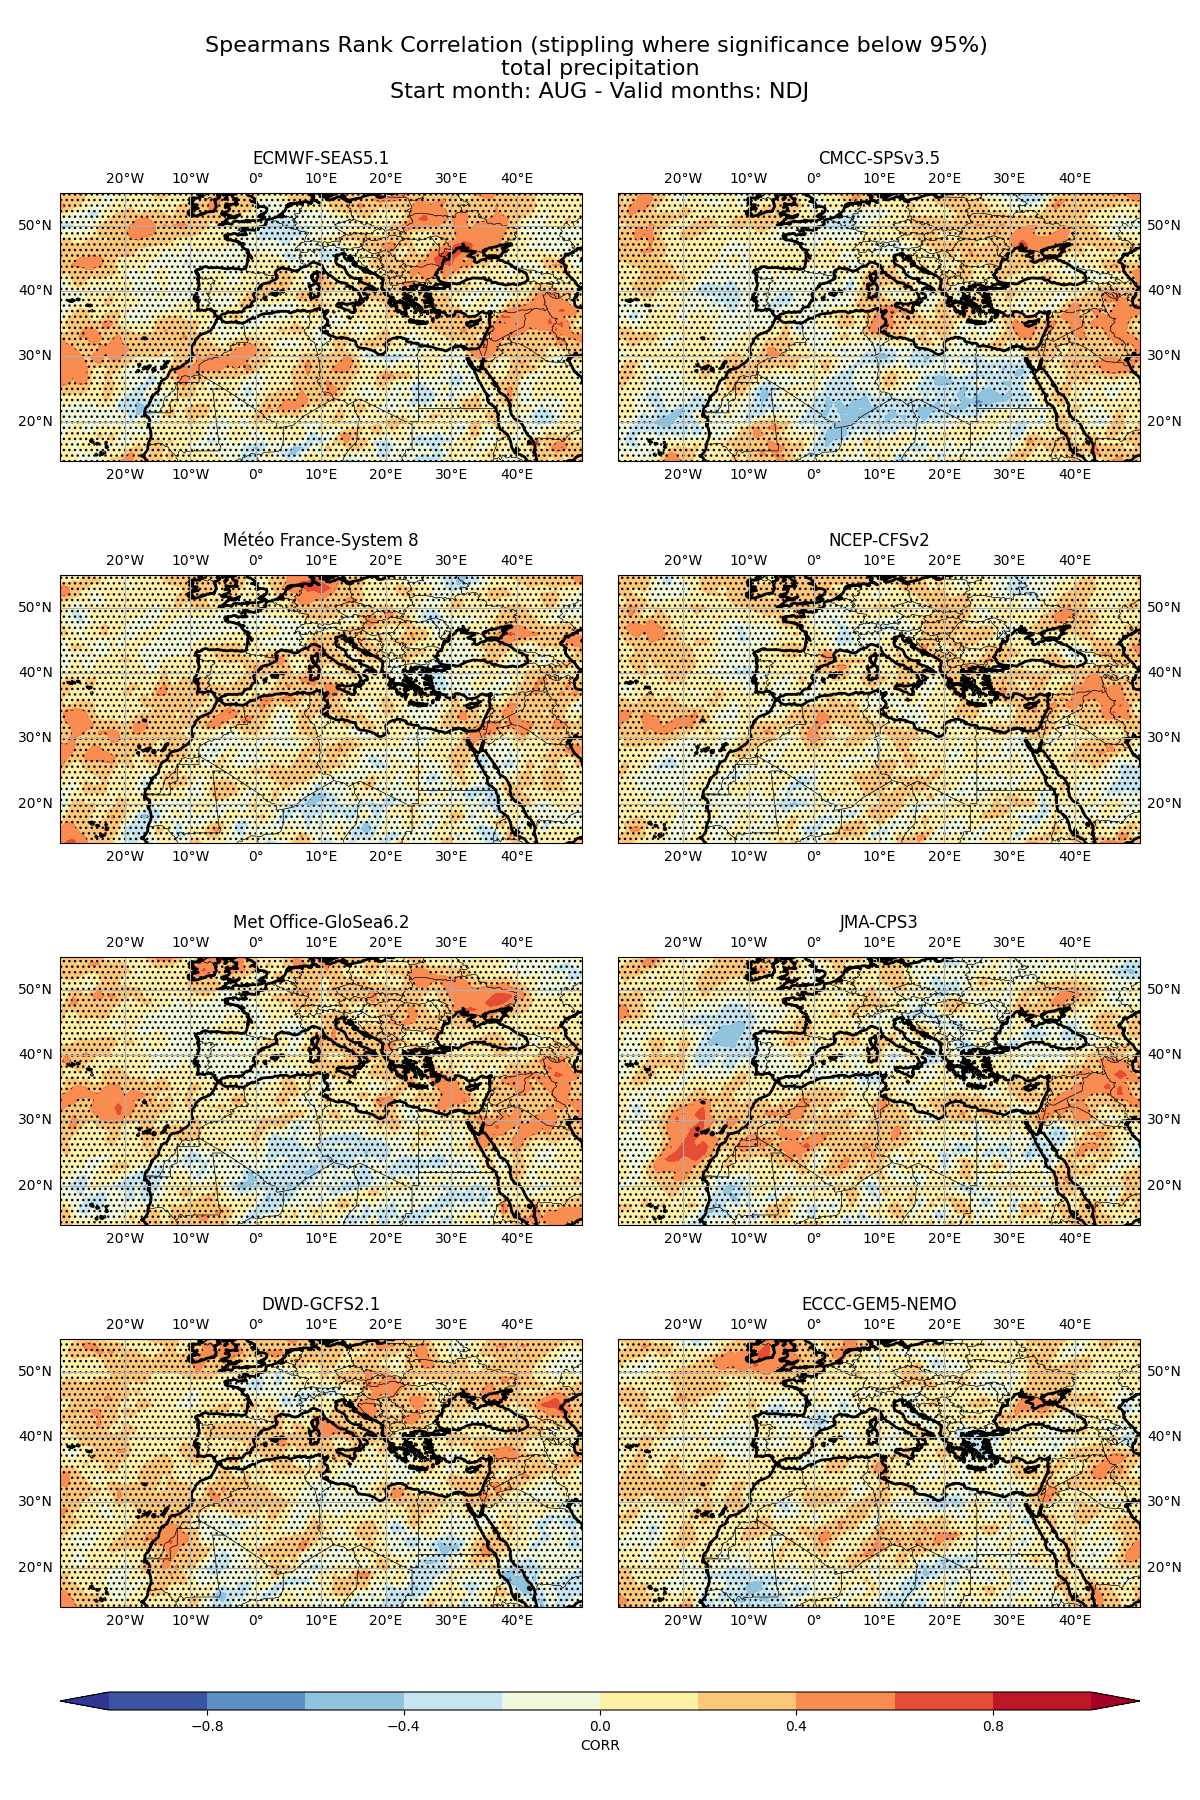 Spearmans Rank Correlation (stippling where significance below 95%)
total precipitation
Start month: AUG - Valid months: NDJ
ECMWF-SEAS5.1
20°W 10°W 0° 10°E 20°E 30°E 40°E
50°N
40°N
30°N
20°N
20°W 10°W 0° 10°E 20°E 30°E 40°E
CMCC-SPSv3.5
20°W 10°W 0° 10°E 20°E 30°E 40°E
50°N
40°N
30°N
20°N
20°W 10°W 0° 10°E 20°E 30°E 40°E
Météo France-System 8
20°W 10°W 0° 10°E 20°E 30°E 40°E
50°N
40°N
30°N
20°N
20°W 10°W 0° 10°E 20°E 30°E 40°E
NCEP-CFSv2
20°W 10°W 0° 10°E 20°E 30°E 40°E
50°N
40°N
30°N
20°N
20°W 10°W 0° 10°E 20°E 30°E 40°E
Met Office-GloSea6.2
20°W 10°W 0° 10°E 20°E 30°E 40°E
50°N
40°N
30°N
20°N
20°W 10°W 0° 10°E 20°E 30°E 40°E
JMA-CPS3
20°W 10°W 0° 10°E 20°E 30°E 40°E
50°N
40°N
30°N
20°N
20°W 10°W 0° 10°E 20°E 30°E 40°E
DWD-GCFS2.1
20°W 10°W 0° 10°E 20°E 30°E 40°E
50°N
40°N
30°N
20°N
20°W 10°W 0° 10°E 20°E 30°E 40°E
ECCC-GEM5-NEMO
20°W 10°W 0° 10°E 20°E 30°E 40°E
50°N
40°N
30°N
20°N
20°W 10°W 0° 10°E 20°E 30°E 40°E
−0.8 −0.4 0.0 0.4 0.8
CORR